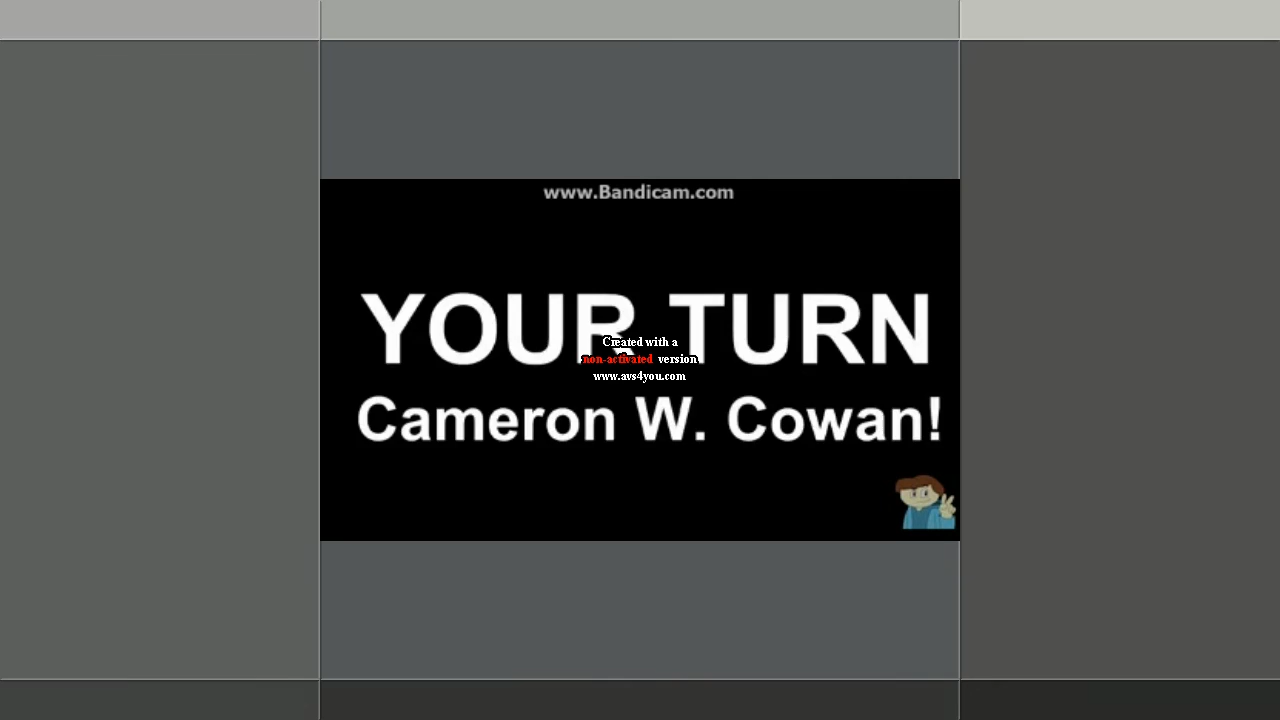 www.Bandicam.com
YOUR TURN
Created with a
non-activated version
www.avs4you.com
Cameron W. Cowan!